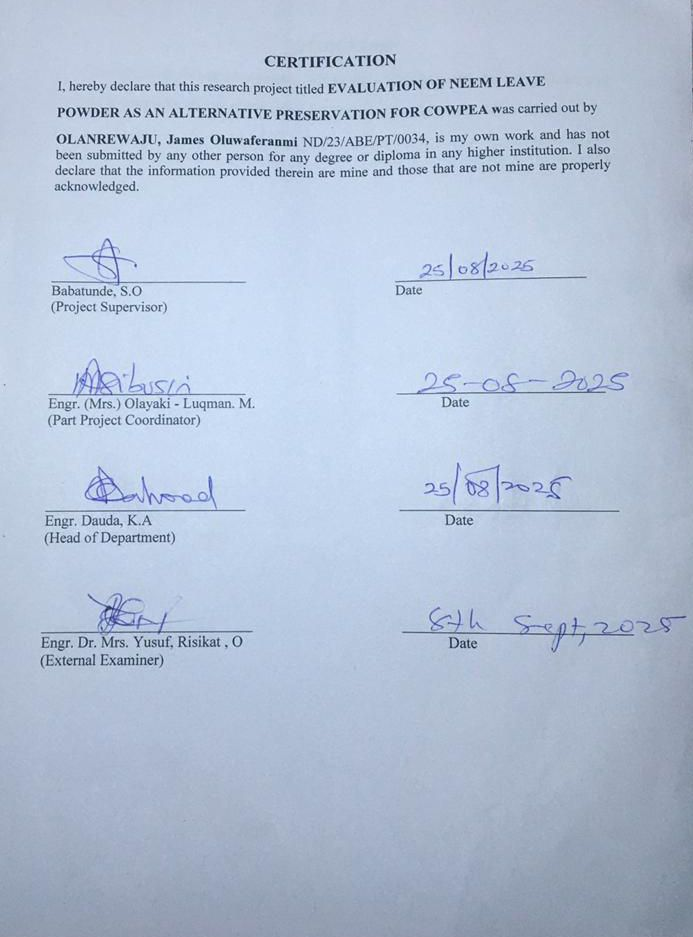 CERTIFICATION
I, hereby declare that this research project titled EVALUATION OF NEEM LEAVE
POWDER AS AN ALTERNATIVE PRESERVATION FOR COWPEA was carried out by
OLANREWAJU, James Oluwaferanmi ND/23/ABE/PT/0034, is my own work and has not
been submitted by any other person for any degree or diploma in any higher institution. I also
declare that the information provided therein are mine and those that are not mine are properly
acknowledged.
25/08/2025
Babatunde, S.O
Date
(Project Supervisor)
25-08-2025
Engr. (Mrs.) Olayaki - Luqman. M.
Date
(Part Project Coordinator)
25/08/2025
Engr. Dauda, K.A
Date
(Head of Department)
8th Sept, 2025
Engr. Dr. Mrs. Yusuf, Risikat , O
Date
(External Examiner)